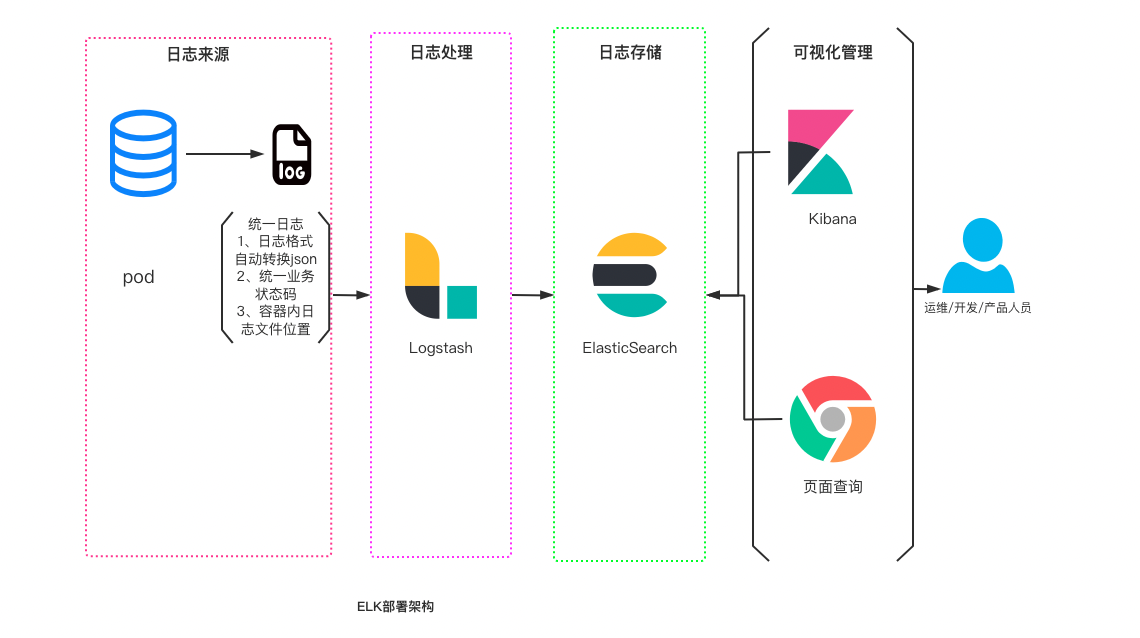 日志来源
日志处理
日志存储
可视化管理
LOG
pod
统一日志
1、日志格式
自动转换json
2、统一业务
状态码
3、容器内日
志文件位置
Logstash
ElasticSearch
Kibana
页面查询
运维/开发/产品人员
ELK部署架构